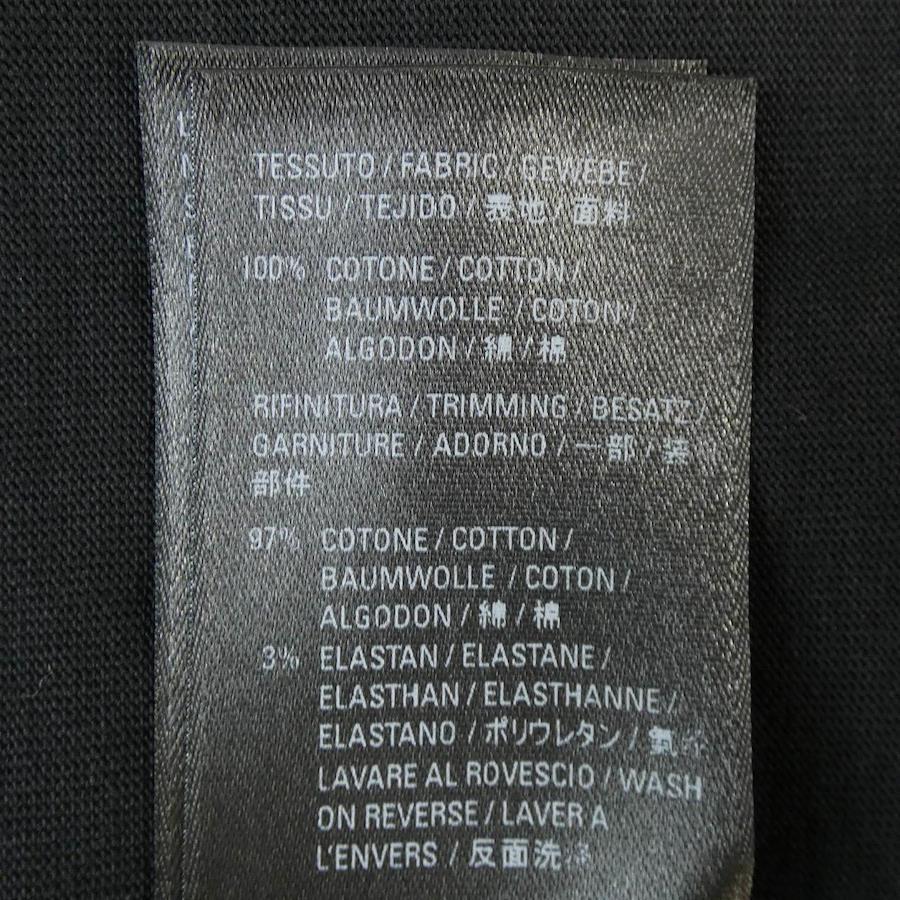 TESSUTO / FABRIC / GEWEBE /
TISSU / TEJIDO / 表地 / 面料
100% COTONE / COTTON /
BAUMWOLLE / COTON /
ALGODON / 綿 / 棉
RIFINITURA / TRIMMING / BESATZ /
GARNITURE / ADORNO / 一部 / 装
部件
97% COTONE / COTTON /
BAUMWOLLE / COTON /
ALGODON / 綿 / 棉
3% ELASTAN / ELASTANE /
ELASTHAN / ELASTHANNE /
ELASTANO / ポリウレタン / 氨
LAVARE AL ROVESCIO / WASH
ON REVERSE / LAVER A
L'ENVERS / 反面洗